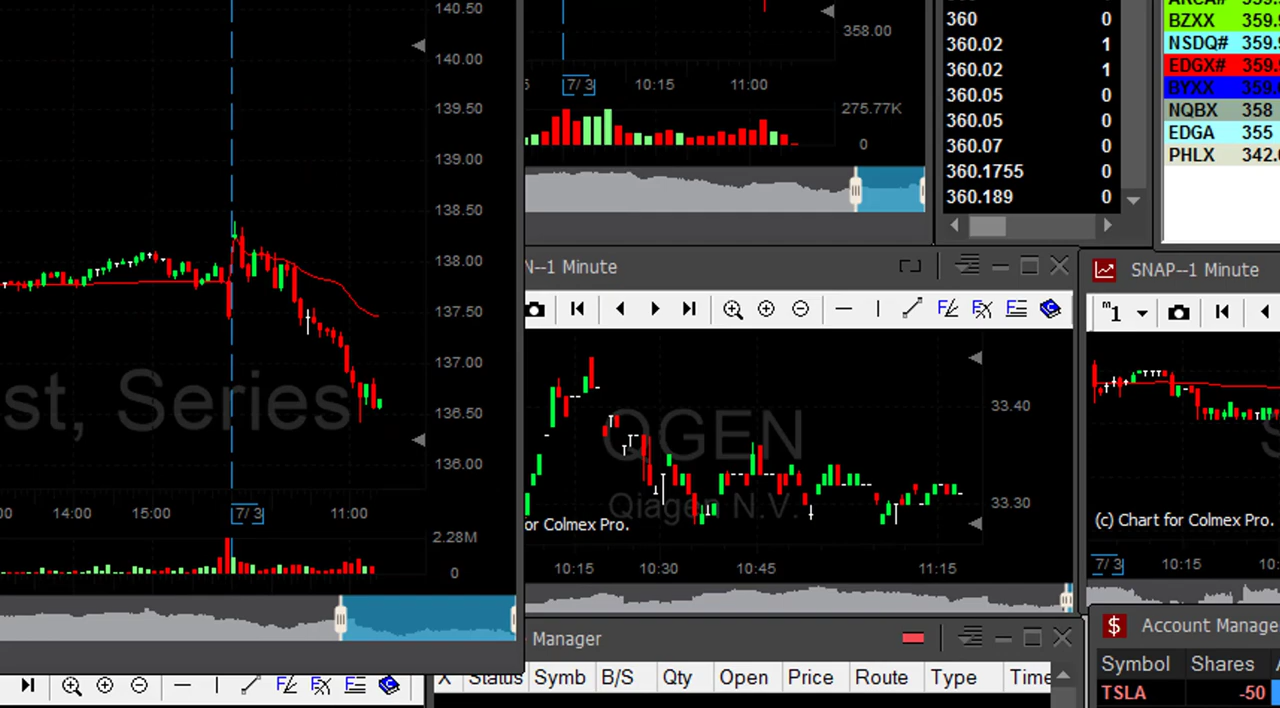 140.50
140.00
139.50
139.00
138.50
138.00
137.50
137.00
136.50
136.00
st, Series
14:00
15:00
7/ 3
11:00
2.28M
0
358.00
7/ 3
10:15
11:00
275.77K
0
360 0
360.02 1
360.02 1
360.05 0
360.05 0
360.07 0
360.1755 0
360.189 0
BZXX 359.
NSDQ# 359.
EDGX# 359.
BYXX 359.
NQBX 358
EDGA 355
PHLX 342.
N--1 Minute
QGEN
Qiagen N.V.
or Colmex Pro.
33.40
33.30
10:15
10:30
10:45
11:15
SNAP--1 Minute
m1
(c) Chart for Colmex Pro.
7/ 3
10:15
Manager
X Status Symb B/S Qty Open Price Route Type Time
$ Account Manage
Symbol Shares
TSLA -50